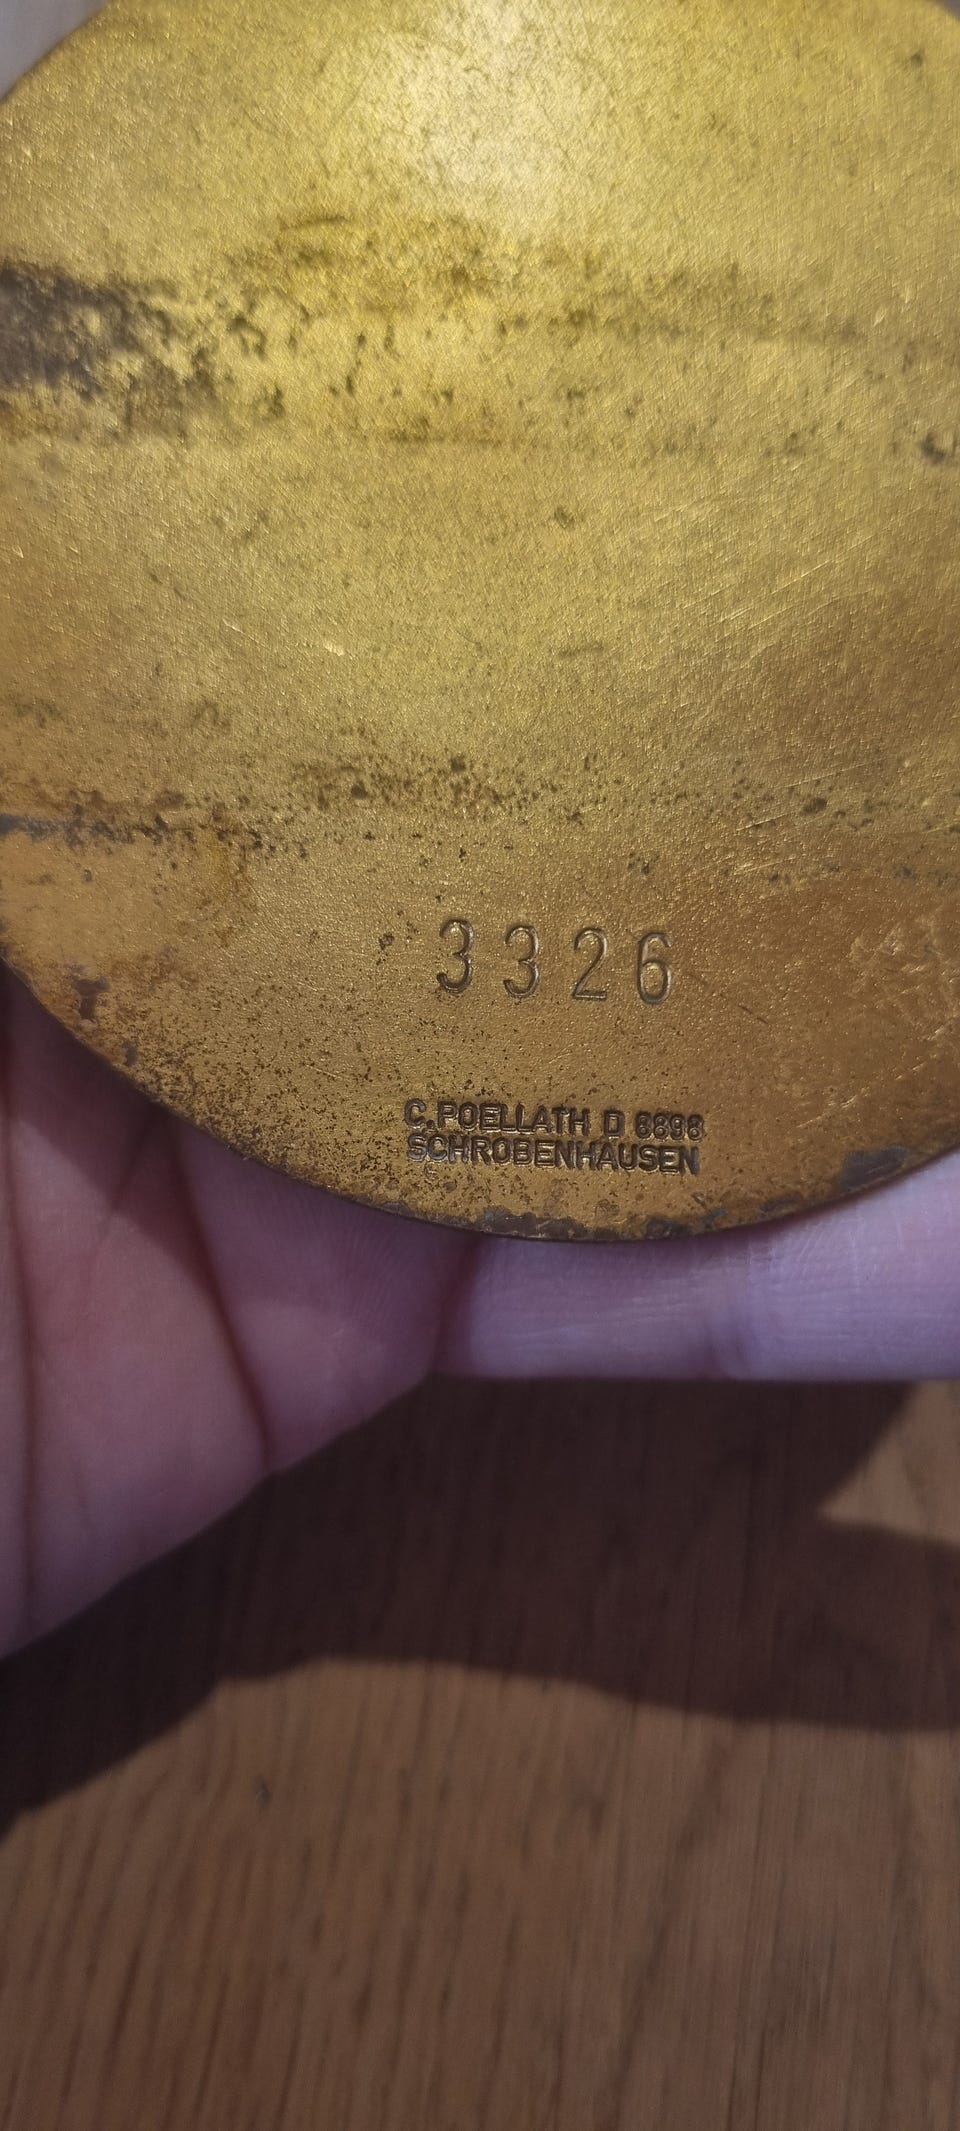 3326
C.POELLATH D 8898
SCHROBENHAUSEN